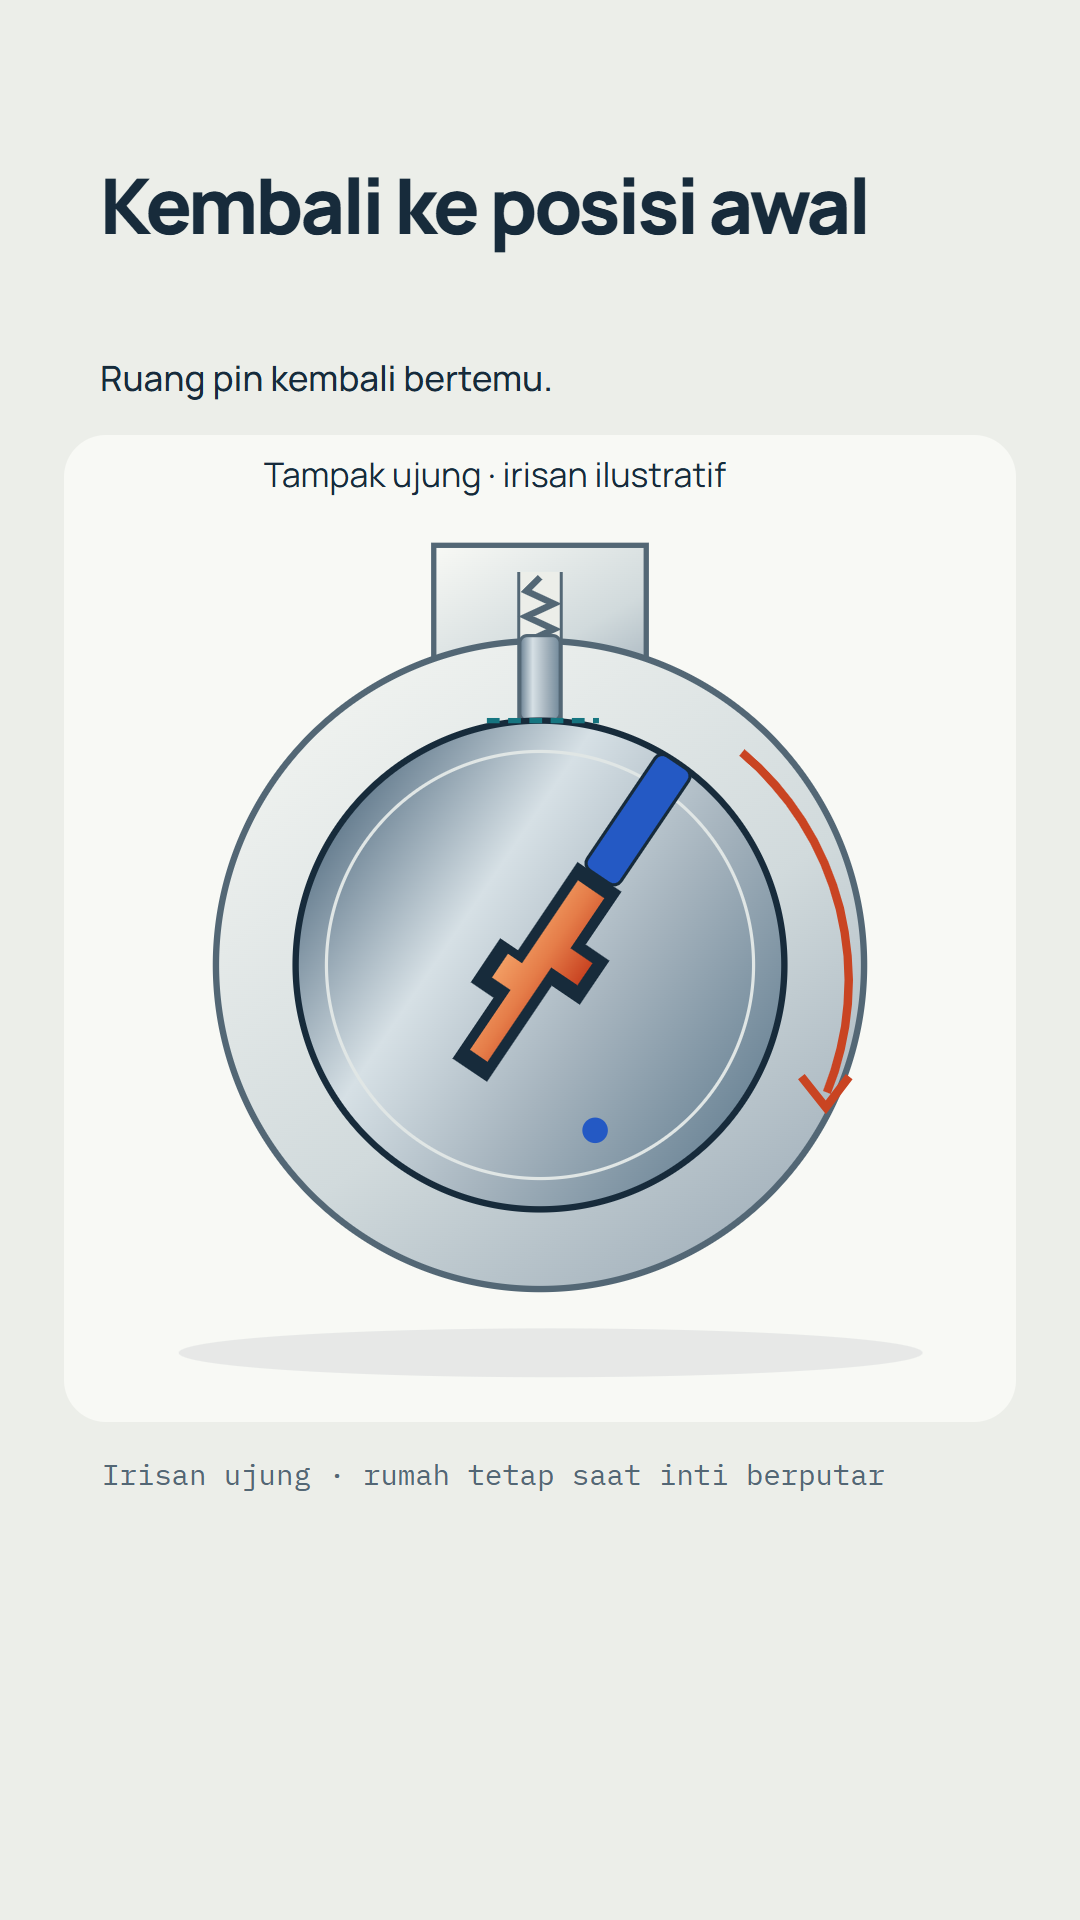 Kembali ke posisi awal
Ruang pin kembali bertemu.
Tampak ujung · irisan ilustratif
Irisan ujung · rumah tetap saat inti berputar